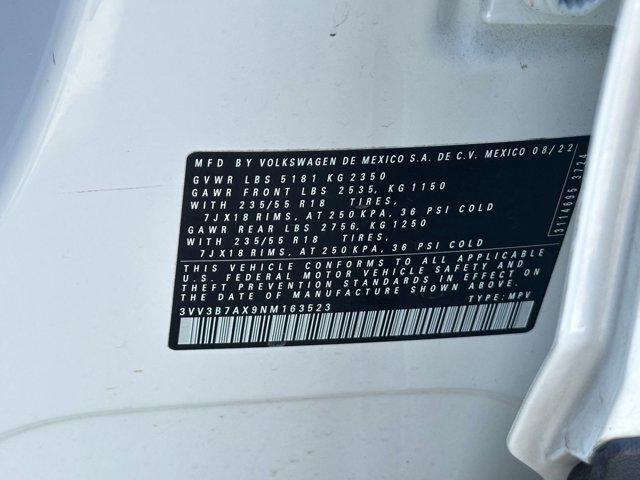 MFD BY VOLKSWAGEN DE MEXICO S.A. DE C.V. MEXICO 08/22
GVWR LBS 5181 KG 2350
GAWR FRONT LBS 2535, KG 1150
WITH 235/55 R18 TIRES,
7JX18 RIMS, AT 250 KPA, 36 PSI COLD
GAWR REAR LBS 2756, KG 1250
WITH 235/55 R18 TIRES,
7JX18 RIMS, AT 250 KPA, 36 PSI COLD
THIS VEHICLE CONFORMS TO ALL APPLICABLE
U.S. FEDERAL MOTOR VEHICLE SAFETY AND
THEFT PREVENTION STANDARDS IN EFFECT ON
THE DATE OF MANUFACTURE SHOWN ABOVE.
3VV3B7AX9NM163523 TYPE: MPV